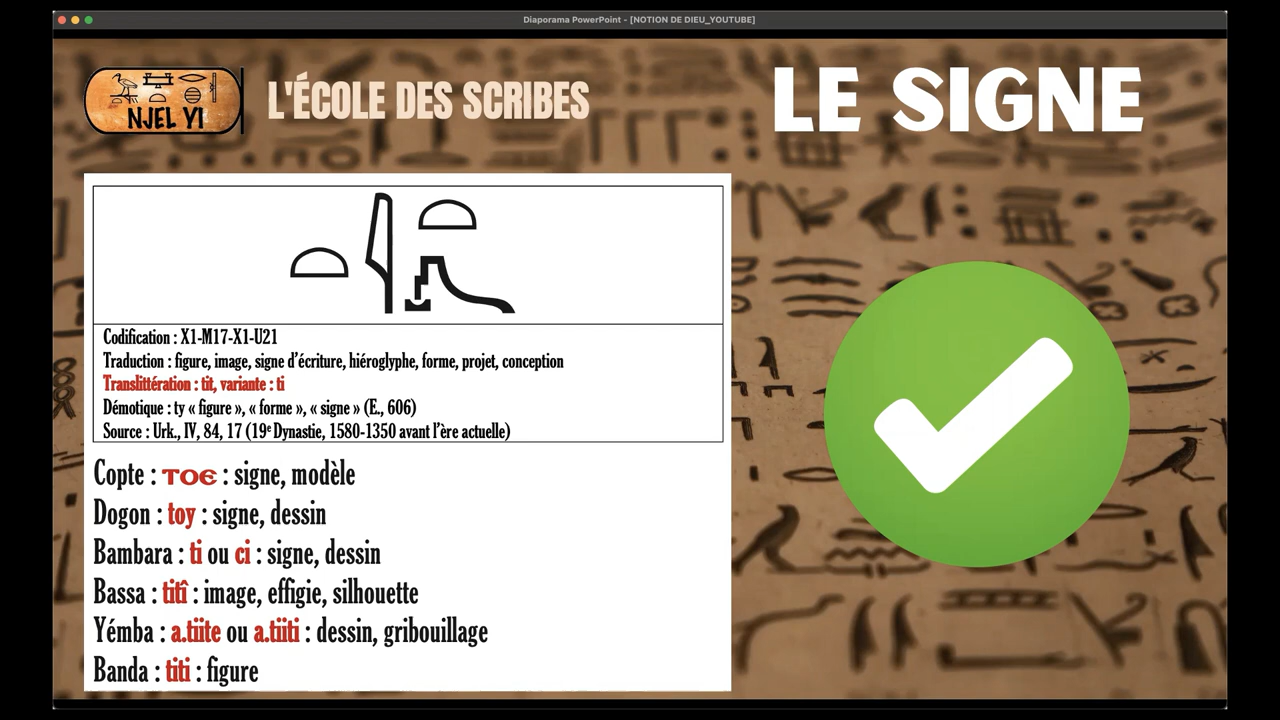 Diaporama PowerPoint - [NOTION DE DIEU_YOUTUBE]
NJEL YI
L'ÉCOLE DES SCRIBES
LE SIGNE
Codification : X1-M17-X1-U21
Traduction : figure, image, signe d'écriture, hiéroglyphe, forme, projet, conception
Translittération : tit, variante : ti
Démotique : ty « figure », « forme », « signe » (E., 606)
Source : Urk., IV, 84, 17 (19e Dynastie, 1580-1350 avant l'ère actuelle)
Copte : ⲧⲟⲉ : signe, modèle
Dogon : toy : signe, dessin
Bambara : ti ou ci : signe, dessin
Bassa : titî : image, effigie, silhouette
Yémba : a.tiite ou a.tiiti : dessin, gribouillage
Banda : titi : figure